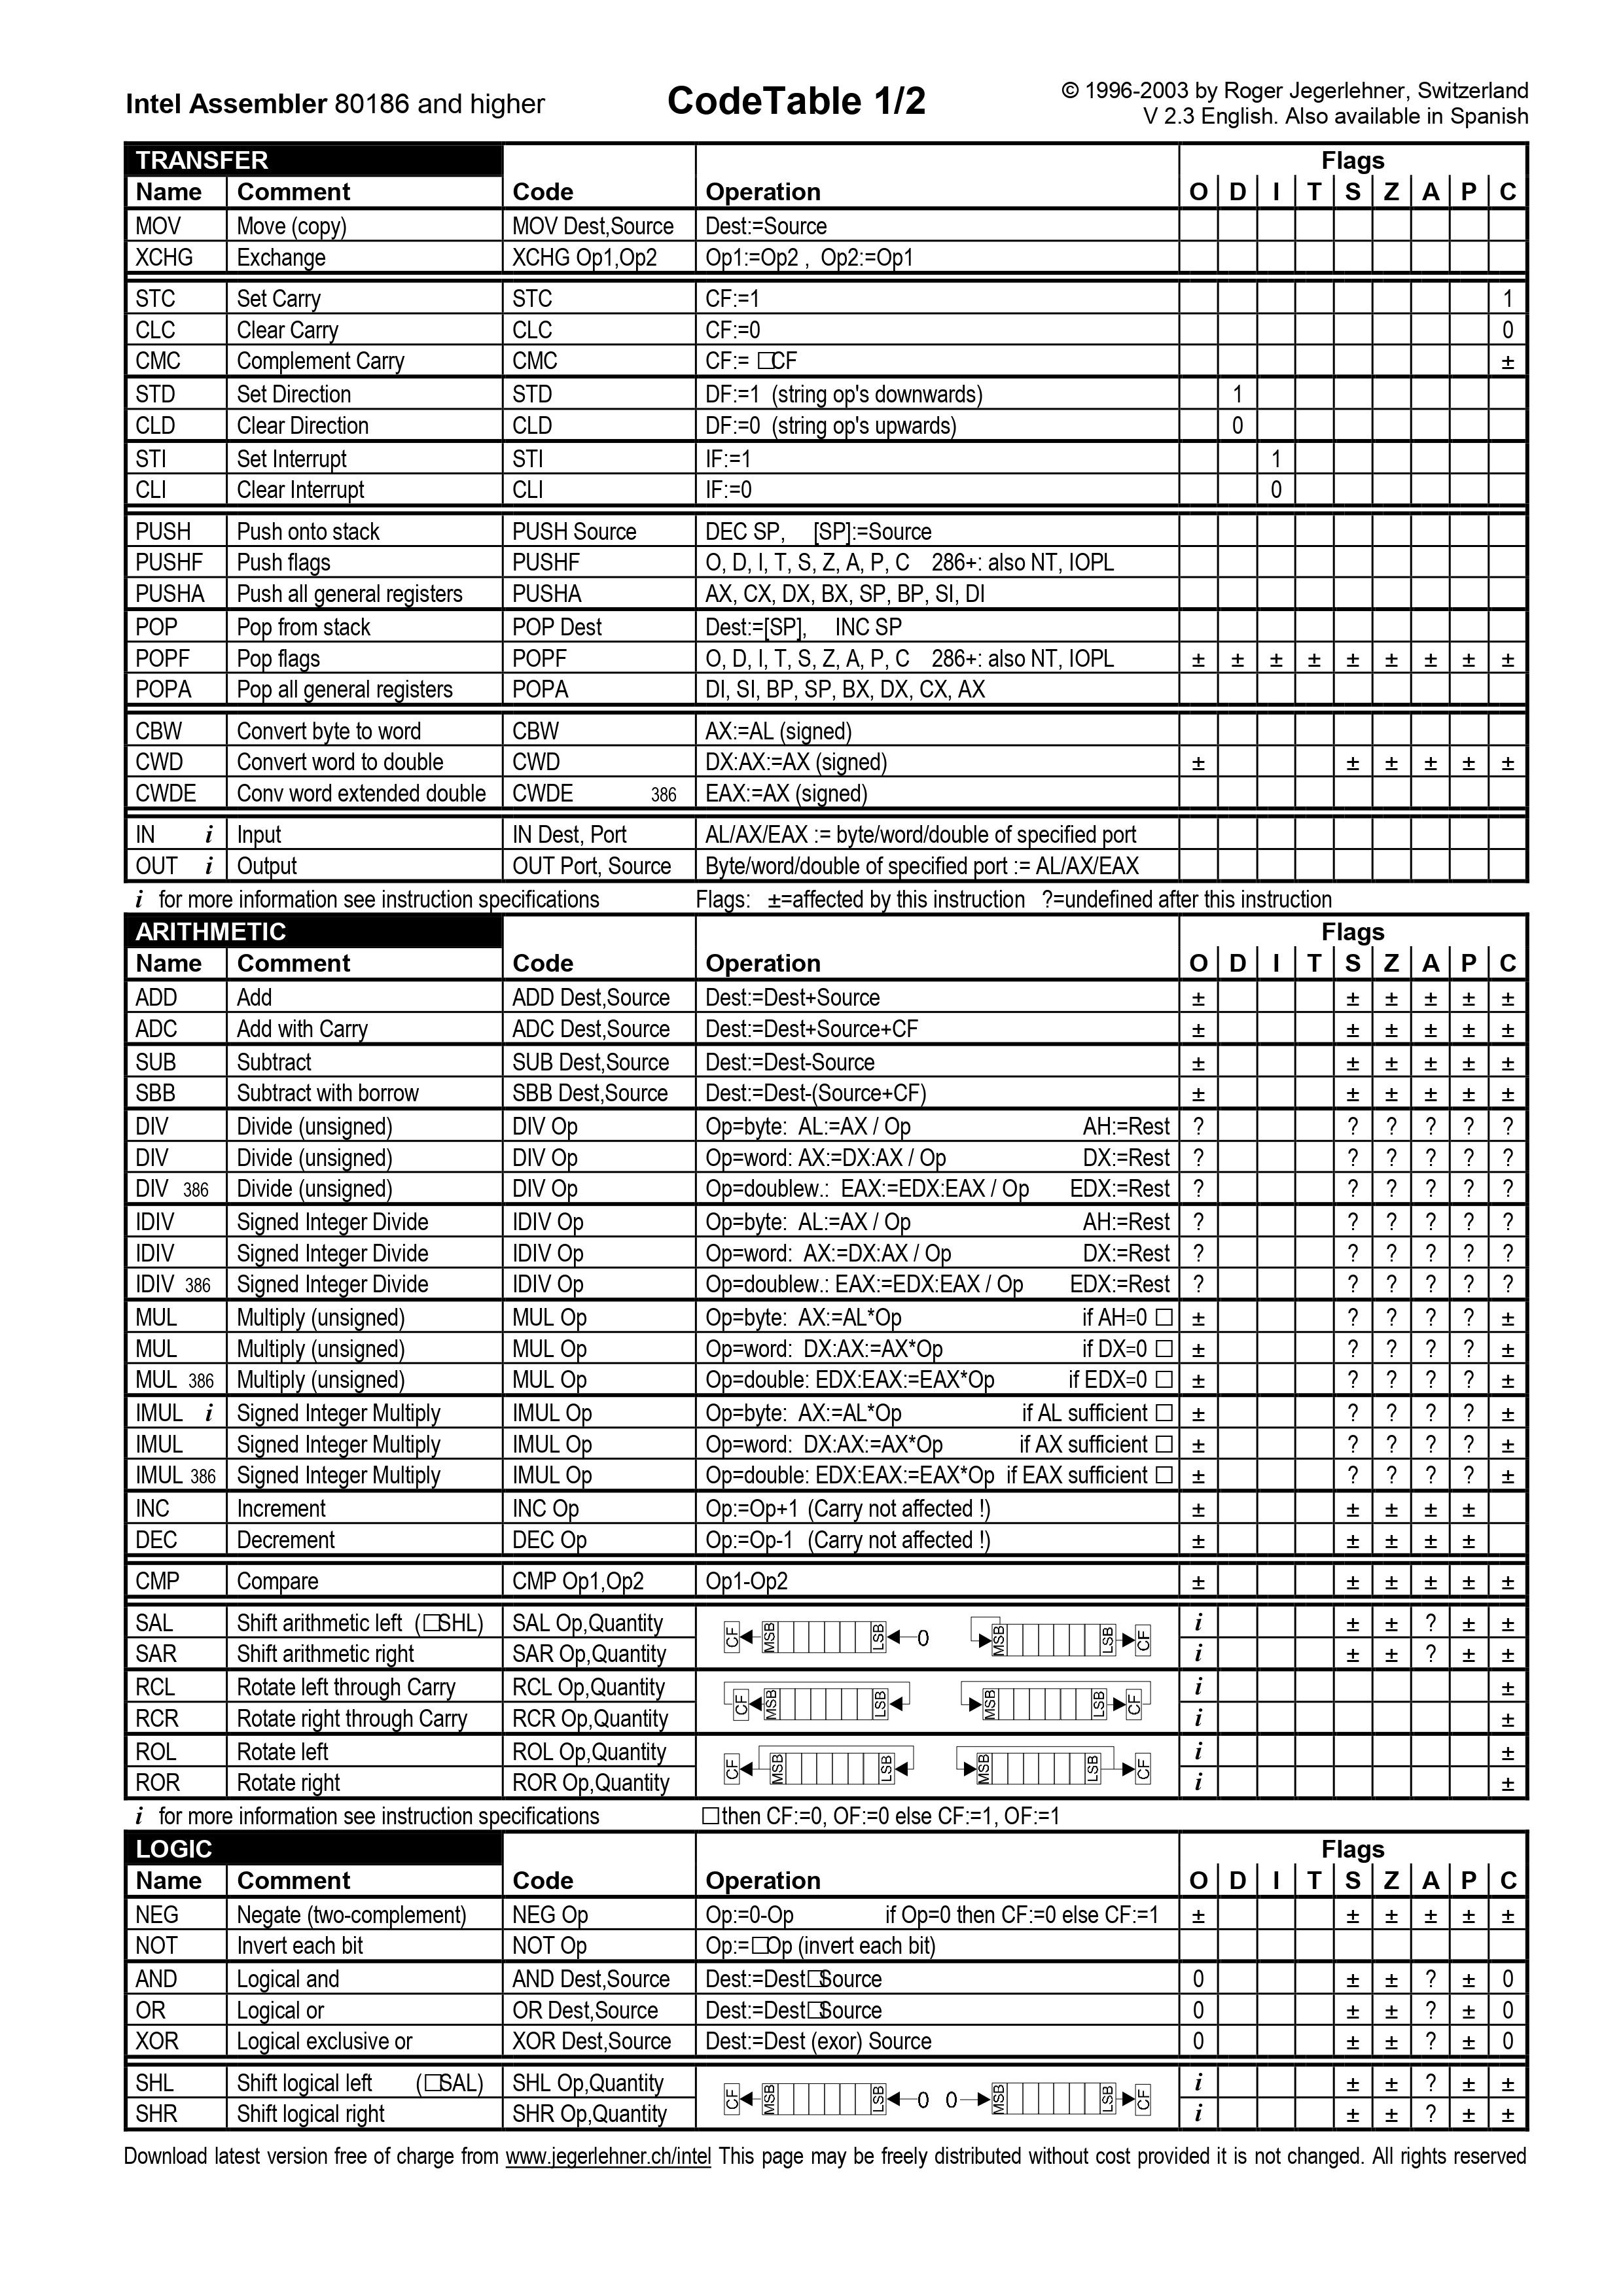 Intel Assembler 80186 and higher CodeTable 1/2 © 1996-2003 by Roger Jegerlehner, Switzerland
V 2.3 English. Also available in Spanish
TRANSFER Flags
Name Comment Code Operation O D I T S Z A P C
MOV Move (copy) MOV Dest,Source Dest:=Source
XCHG Exchange XCHG Op1,Op2 Op1:=Op2 , Op2:=Op1
STC Set Carry STC CF:=1 1
CLC Clear Carry CLC CF:=0 0
CMC Complement Carry CMC CF:= □CF ±
STD Set Direction STD DF:=1 (string op's downwards) 1
CLD Clear Direction CLD DF:=0 (string op's upwards) 0
STI Set Interrupt STI IF:=1 1
CLI Clear Interrupt CLI IF:=0 0
PUSH Push onto stack PUSH Source DEC SP, [SP]:=Source
PUSHF Push flags PUSHF O, D, I, T, S, Z, A, P, C 286+: also NT, IOPL
PUSHA Push all general registers PUSHA AX, CX, DX, BX, SP, BP, SI, DI
POP Pop from stack POP Dest Dest:=[SP], INC SP
POPF Pop flags POPF O, D, I, T, S, Z, A, P, C 286+: also NT, IOPL ± ± ± ± ± ± ± ± ±
POPA Pop all general registers POPA DI, SI, BP, SP, BX, DX, CX, AX
CBW Convert byte to word CBW AX:=AL (signed)
CWD Convert word to double CWD DX:AX:=AX (signed) ± ± ± ± ± ±
CWDE Conv word extended double CWDE 386 EAX:=AX (signed)
IN i Input IN Dest, Port AL/AX/EAX := byte/word/double of specified port
OUT i Output OUT Port, Source Byte/word/double of specified port := AL/AX/EAX
i for more information see instruction specifications Flags: ±=affected by this instruction ?=undefined after this instruction
ARITHMETIC Flags
Name Comment Code Operation O D I T S Z A P C
ADD Add ADD Dest,Source Dest:=Dest+Source ± ± ± ± ± ±
ADC Add with Carry ADC Dest,Source Dest:=Dest+Source+CF ± ± ± ± ± ±
SUB Subtract SUB Dest,Source Dest:=Dest-Source ± ± ± ± ± ±
SBB Subtract with borrow SBB Dest,Source Dest:=Dest-(Source+CF) ± ± ± ± ± ±
DIV Divide (unsigned) DIV Op Op=byte: AL:=AX / Op AH:=Rest ? ? ? ? ? ?
DIV Divide (unsigned) DIV Op Op=word: AX:=DX:AX / Op DX:=Rest ? ? ? ? ? ?
DIV 386 Divide (unsigned) DIV Op Op=doublew.: EAX:=EDX:EAX / Op EDX:=Rest ? ? ? ? ? ?
IDIV Signed Integer Divide IDIV Op Op=byte: AL:=AX / Op AH:=Rest ? ? ? ? ? ?
IDIV Signed Integer Divide IDIV Op Op=word: AX:=DX:AX / Op DX:=Rest ? ? ? ? ? ?
IDIV 386 Signed Integer Divide IDIV Op Op=doublew.: EAX:=EDX:EAX / Op EDX:=Rest ? ? ? ? ? ?
MUL Multiply (unsigned) MUL Op Op=byte: AX:=AL*Op if AH=0 □ ± ? ? ? ? ±
MUL Multiply (unsigned) MUL Op Op=word: DX:AX:=AX*Op if DX=0 □ ± ? ? ? ? ±
MUL 386 Multiply (unsigned) MUL Op Op=double: EDX:EAX:=EAX*Op if EDX=0 □ ± ? ? ? ? ±
IMUL i Signed Integer Multiply IMUL Op Op=byte: AX:=AL*Op if AL sufficient □ ± ? ? ? ? ±
IMUL Signed Integer Multiply IMUL Op Op=word: DX:AX:=AX*Op if AX sufficient □ ± ? ? ? ? ±
IMUL 386 Signed Integer Multiply IMUL Op Op=double: EDX:EAX:=EAX*Op if EAX sufficient □ ± ? ? ? ? ±
INC Increment INC Op Op:=Op+1 (Carry not affected !) ± ± ± ± ±
DEC Decrement DEC Op Op:=Op-1 (Carry not affected !) ± ± ± ± ±
CMP Compare CMP Op1,Op2 Op1-Op2 ± ± ± ± ± ±
SAL Shift arithmetic left (□SHL) SAL Op,Quantity CF MSB LSB 0 MSB LSB CF i ± ± ? ± ±
SAR Shift arithmetic right SAR Op,Quantity i ± ± ? ± ±
RCL Rotate left through Carry RCL Op,Quantity CF MSB LSB MSB LSB CF i ±
RCR Rotate right through Carry RCR Op,Quantity i ±
ROL Rotate left ROL Op,Quantity CF MSB LSB MSB LSB CF i ±
ROR Rotate right ROR Op,Quantity i ±
i for more information see instruction specifications □then CF:=0, OF:=0 else CF:=1, OF:=1
LOGIC Flags
Name Comment Code Operation O D I T S Z A P C
NEG Negate (two-complement) NEG Op Op:=0-Op if Op=0 then CF:=0 else CF:=1 ± ± ± ± ± ±
NOT Invert each bit NOT Op Op:=□Op (invert each bit)
AND Logical and AND Dest,Source Dest:=Dest□Source 0 ± ± ? ± 0
OR Logical or OR Dest,Source Dest:=Dest□Source 0 ± ± ? ± 0
XOR Logical exclusive or XOR Dest,Source Dest:=Dest (exor) Source 0 ± ± ? ± 0
SHL Shift logical left (□SAL) SHL Op,Quantity CF MSB LSB 0 0 MSB LSB CF i ± ± ? ± ±
SHR Shift logical right SHR Op,Quantity i ± ± ? ± ±
Download latest version free of charge from www.jegerlehner.ch/intel This page may be freely distributed without cost provided it is not changed. All rights reserved